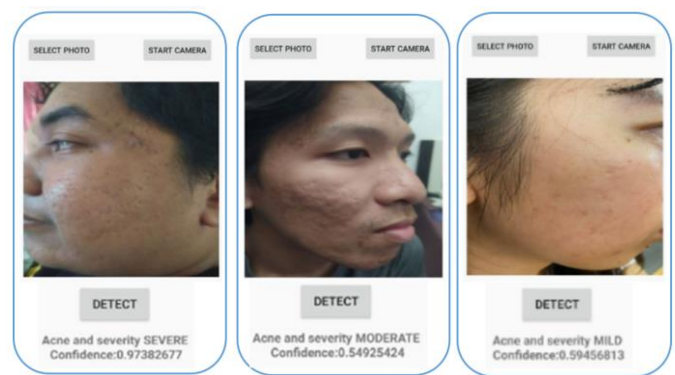 SELECT PHOTO
START CAMERA
DETECT
Acne and severity SEVERE
Confidence:0.97382677
SELECT PHOTO
START CAMERA
DETECT
Acne and severity MODERATE
Confidence:0.54925424
SELECT PHOTO
START CAMERA
DETECT
Acne and severity MILD
Confidence:0.59456813